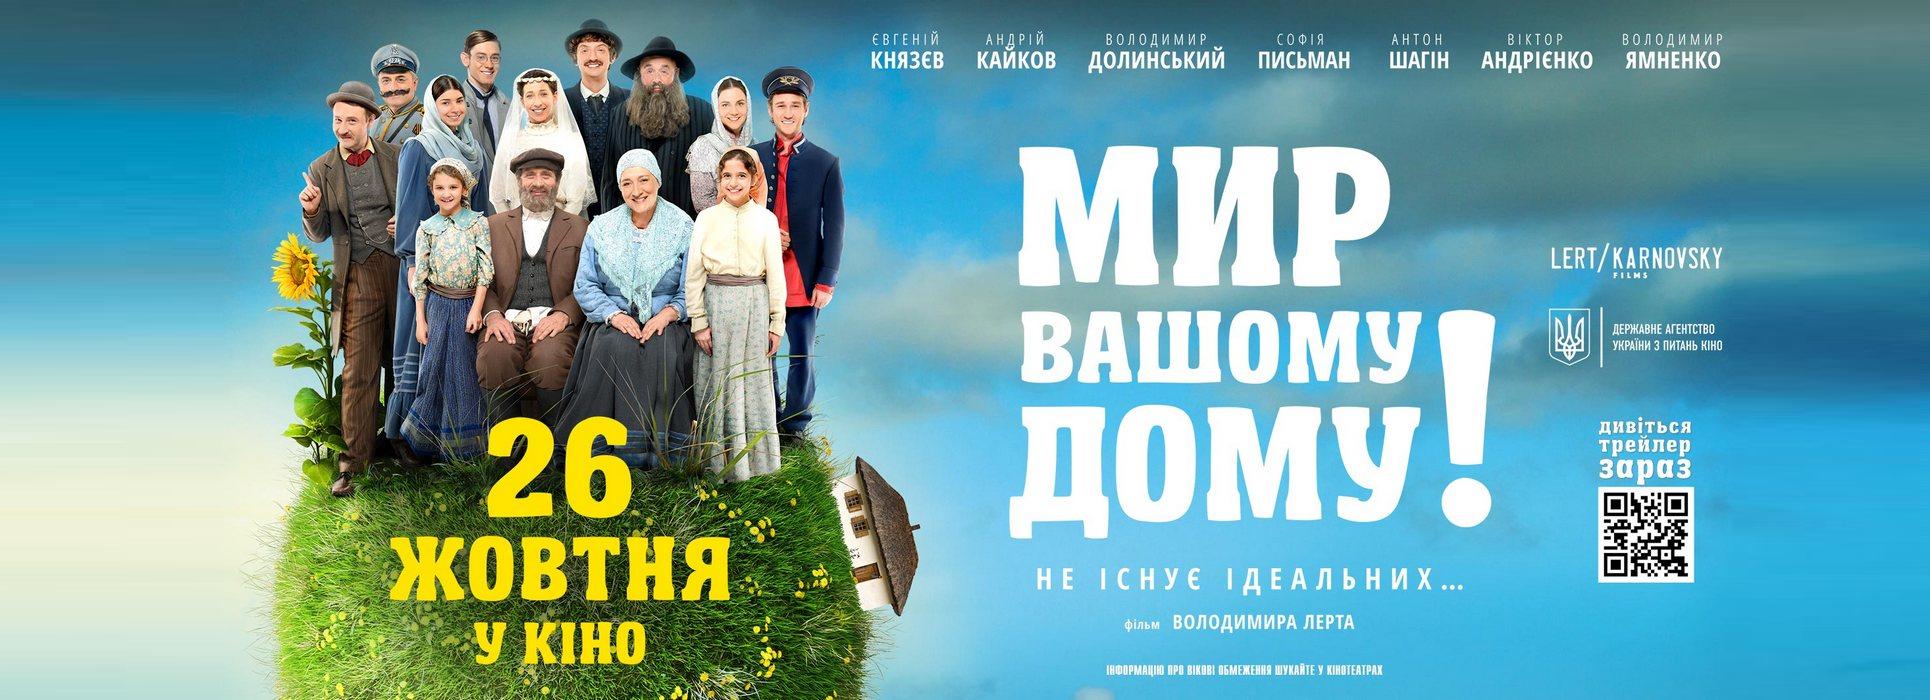 ЄВГЕНІЙ
КНЯЗЄВ
АНДРІЙ
КАЙКОВ
ВОЛОДИМИР
ДОЛИНСЬКИЙ
СОФІЯ
ПИСЬМАН
АНТОН
ШАГІН
ВІКТОР
АНДРІЄНКО
ВОЛОДИМИР
ЯМНЕНКО
МИР
ВАШОМУ
ДОМУ!
НЕ ІСНУЄ ІДЕАЛЬНИХ...
фільм ВОЛОДИМИРА ЛЕРТА
ІНФОРМАЦІЮ ПРО ВІКОВІ ОБМЕЖЕННЯ ШУКАЙТЕ У КІНОТЕАТРАХ
26
ЖОВТНЯ
У КІНО
LERT/KARNOVSKY
FILMS
ДЕРЖАВНЕ АГЕНТСТВО
УКРАЇНИ З ПИТАНЬ КІНО
дивіться
трейлер
зараз